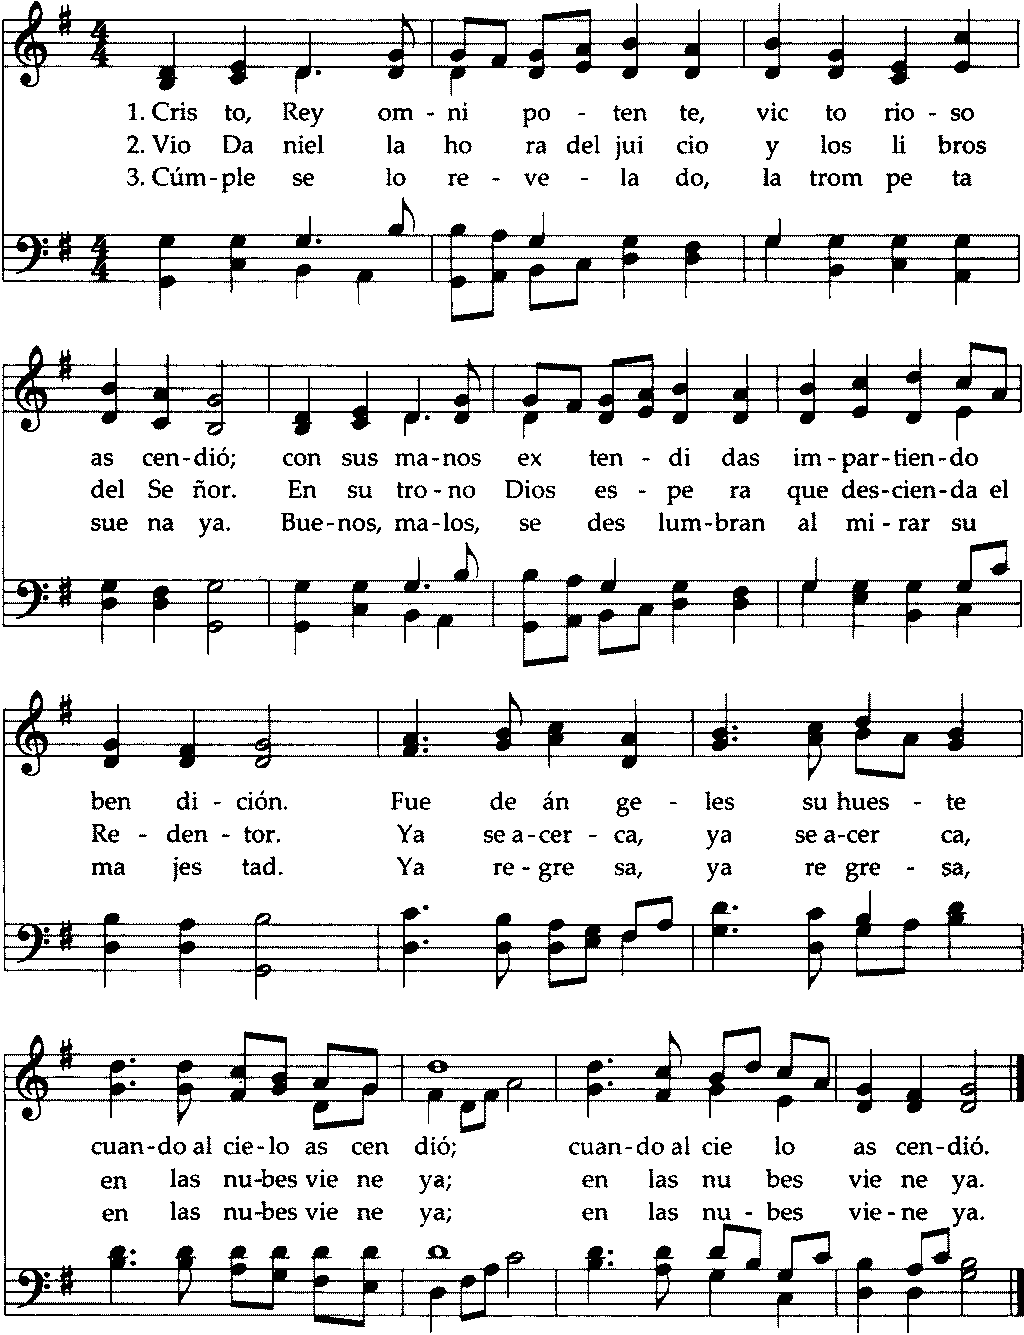 1. Cris to, Rey om - ni po - ten te, vic to rio - so
2. Vio Da niel la ho ra del jui cio y los li bros
3. Cúm - ple se lo re - ve - la do, la trom pe ta
as cen - dió; con sus ma - nos ex ten - di das im - par - tien - do
del Se ñor. En su tro - no Dios es - pe ra que des - cien - da el
sue na ya. Bue - nos, ma - los, se des lum - bran al mi - rar su
ben di - ción. Fue de án ge - les su hues - te
Re - den - tor. Ya se a - cer - ca, ya se a - cer ca,
ma jes tad. Ya re - gre sa, ya re gre - sa,
cuan - do al cie - lo as cen dió; cuan - do al cie lo as cen - dió.
en las nu - bes vie ne ya; en las nu bes vie ne ya.
en las nu - bes vie ne ya; en las nu - bes vie - ne ya.